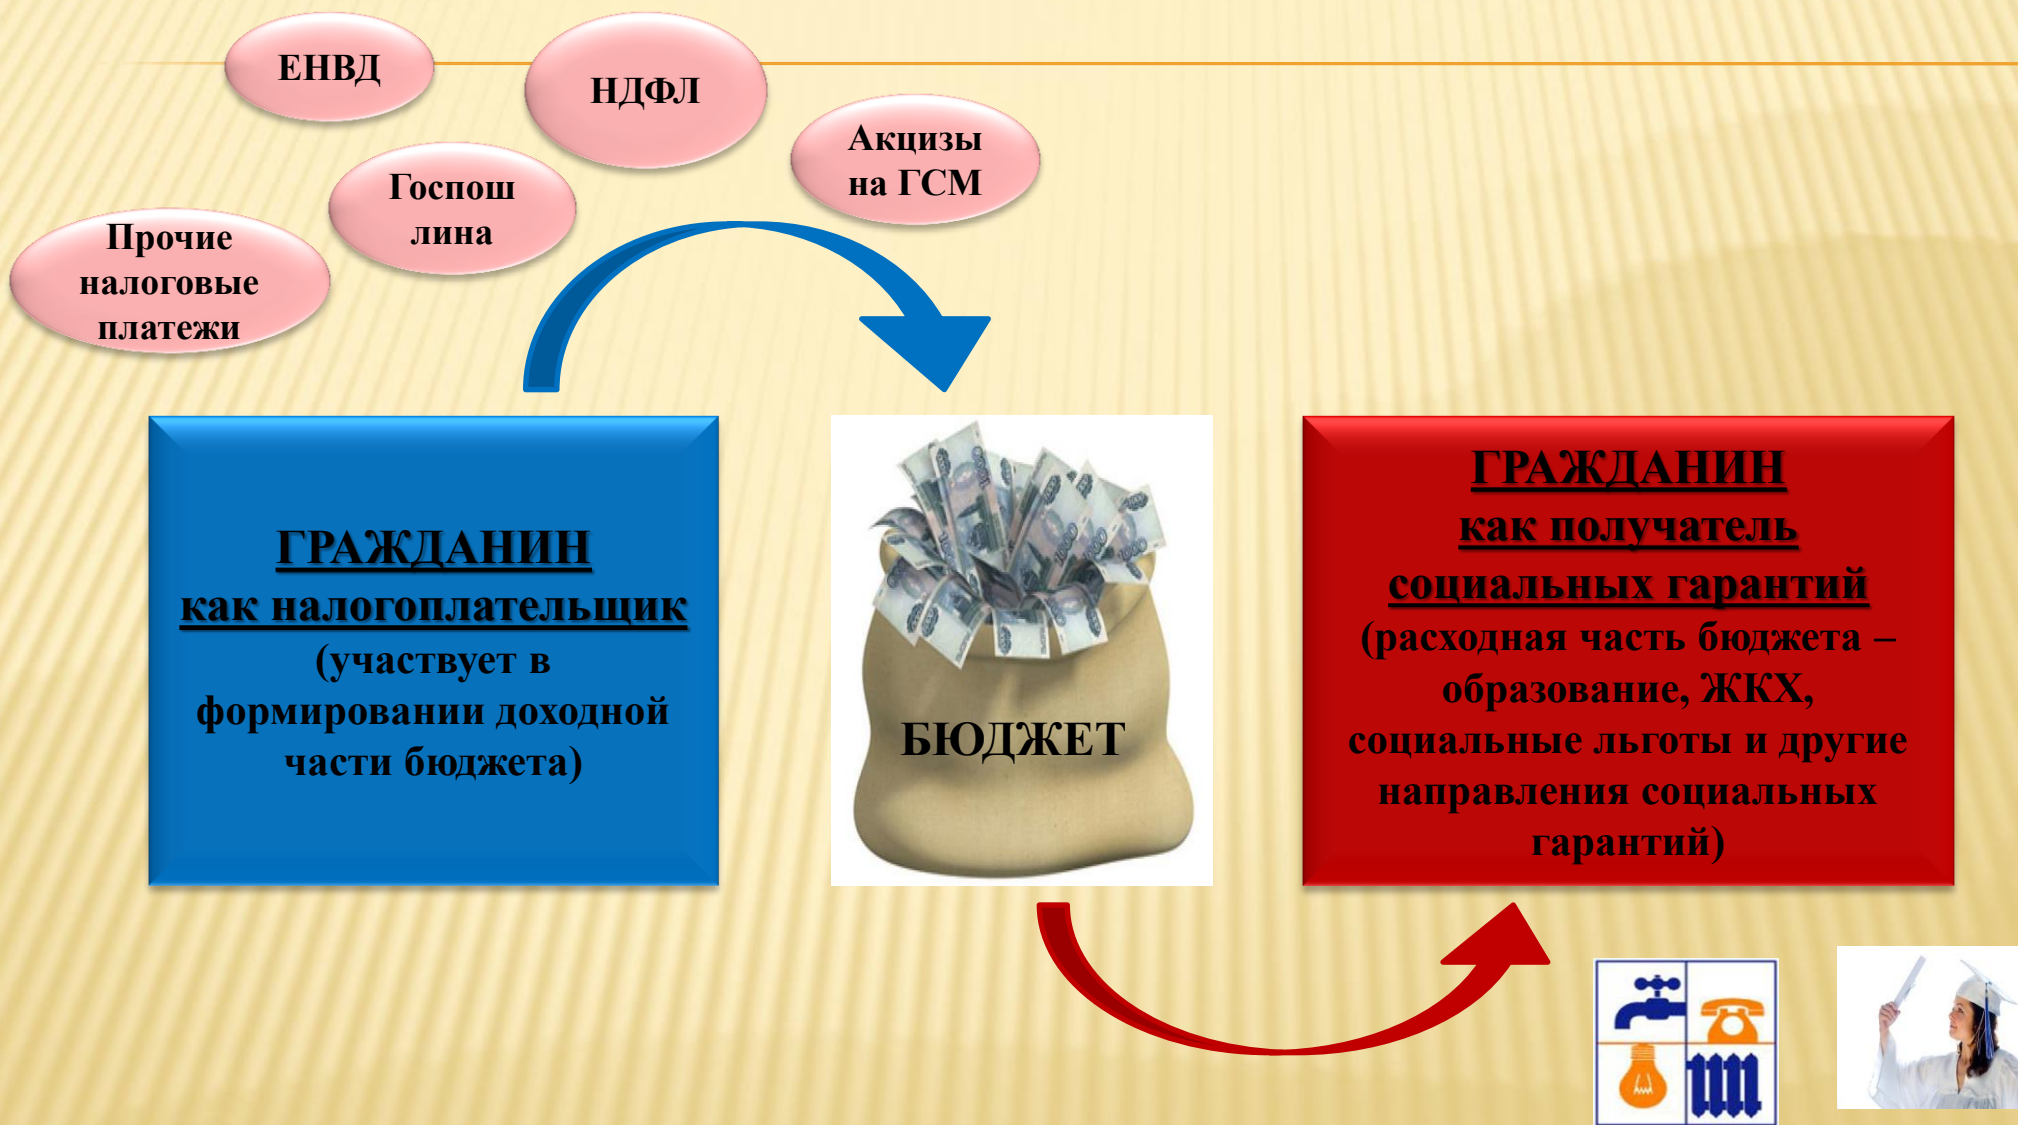 ЕНВД
НДФЛ
Акцизы
на ГСМ
Госпош
лина
Прочие
налоговые
платежи
ГРАЖДАНИН
как налогоплательщик
(участвует в
формировании доходной
части бюджета)
БЮДЖЕТ
ГРАЖДАНИН
как получатель
социальных гарантий
(расходная часть бюджета –
образование, ЖКХ,
социальные льготы и другие
направления социальных
гарантий)